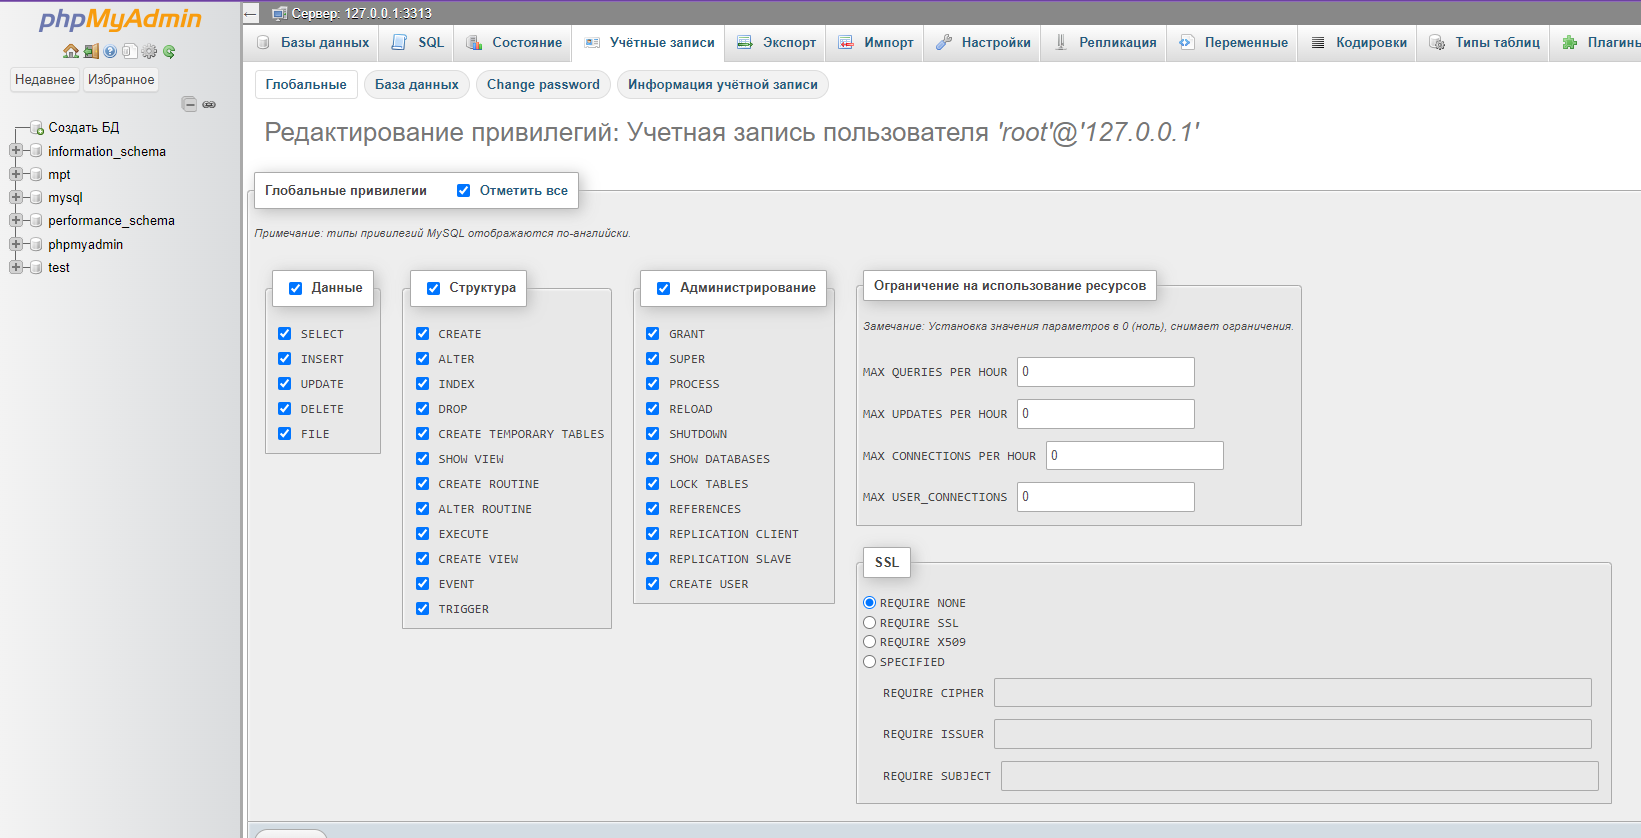 phpMyAdmin
Недавнее Избранное
Создать БД
information_schema
mpt
mysql
performance_schema
phpmyadmin
test
Сервер: 127.0.0.1:3313
Базы данных SQL Состояние Учётные записи Экспорт Импорт Настройки Репликация Переменные Кодировки Типы таблиц Плагины
Глобальные База данных Change password Информация учётной записи
Редактирование привилегий: Учетная запись пользователя 'root'@'127.0.0.1'
Глобальные привилегии Отметить все
Примечание: типы привилегий MySQL отображаются по-английски.
Данные
SELECT
INSERT
UPDATE
DELETE
FILE
Структура
CREATE
ALTER
INDEX
DROP
CREATE TEMPORARY TABLES
SHOW VIEW
CREATE ROUTINE
ALTER ROUTINE
EXECUTE
CREATE VIEW
EVENT
TRIGGER
Администрирование
GRANT
SUPER
PROCESS
RELOAD
SHUTDOWN
SHOW DATABASES
LOCK TABLES
REFERENCES
REPLICATION CLIENT
REPLICATION SLAVE
CREATE USER
Ограничение на использование ресурсов
Замечание: Установка значения параметров в 0 (ноль), снимает ограничения.
MAX QUERIES PER HOUR 0
MAX UPDATES PER HOUR 0
MAX CONNECTIONS PER HOUR 0
MAX USER_CONNECTIONS 0
SSL
REQUIRE NONE
REQUIRE SSL
REQUIRE X509
SPECIFIED
REQUIRE CIPHER
REQUIRE ISSUER
REQUIRE SUBJECT